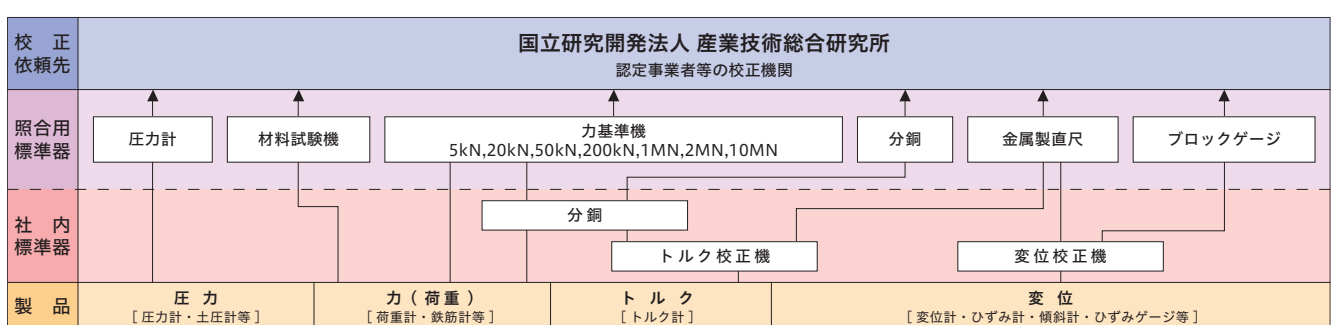 校 正
依頼先
国立研究開発法人 産業技術総合研究所
認定事業者等の校正機関
照合用
標準器
圧力計
材料試験機
力基準機
5kN,20kN,50kN,200kN,1MN,2MN,10MN
分銅
金属製直尺
ブロックゲージ
社 内
標準器
分銅
トルク校正機
変位校正機
製 品
圧 力
[ 圧力計・土圧計等 ]
力 ( 荷 重 )
[ 荷重計・鉄筋計等 ]
ト ル ク
[ トルク計 ]
変 位
[ 変位計・ひずみ計・傾斜計・ひずみゲージ等 ]